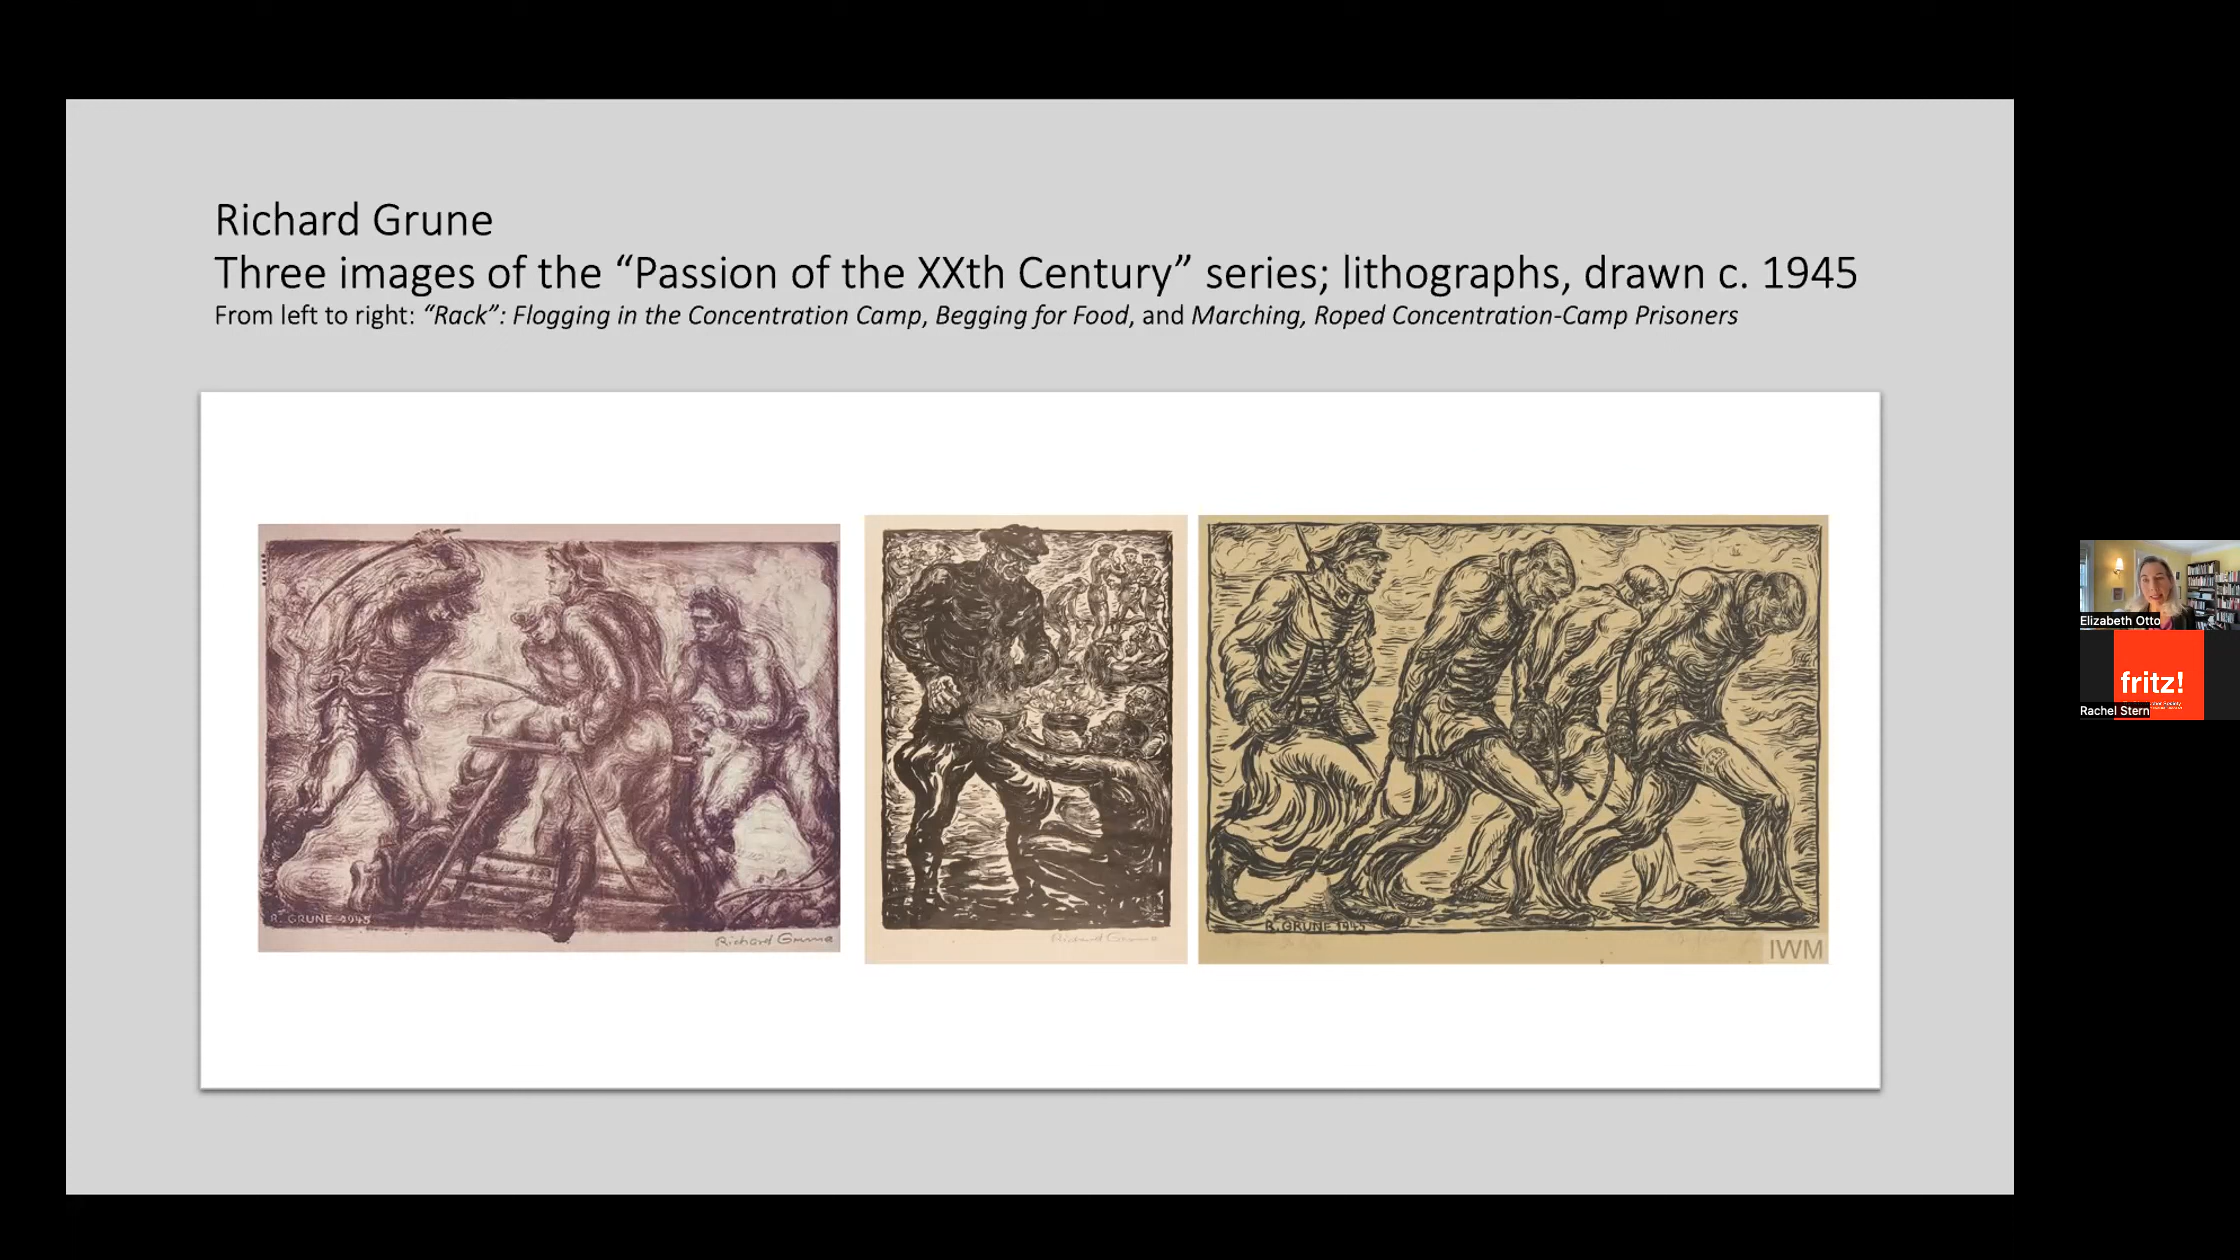 Richard Grune
Three images of the “Passion of the XXth Century” series; lithographs, drawn c. 1945
From left to right: “Rack”: Flogging in the Concentration Camp, Begging for Food, and Marching, Roped Concentration-Camp Prisoners
R. GRUNE 1945
Richard Grune
Richard Grune
R. GRUNE 1945
IWM
Elizabeth Otto
fritz!
Rachel Stern